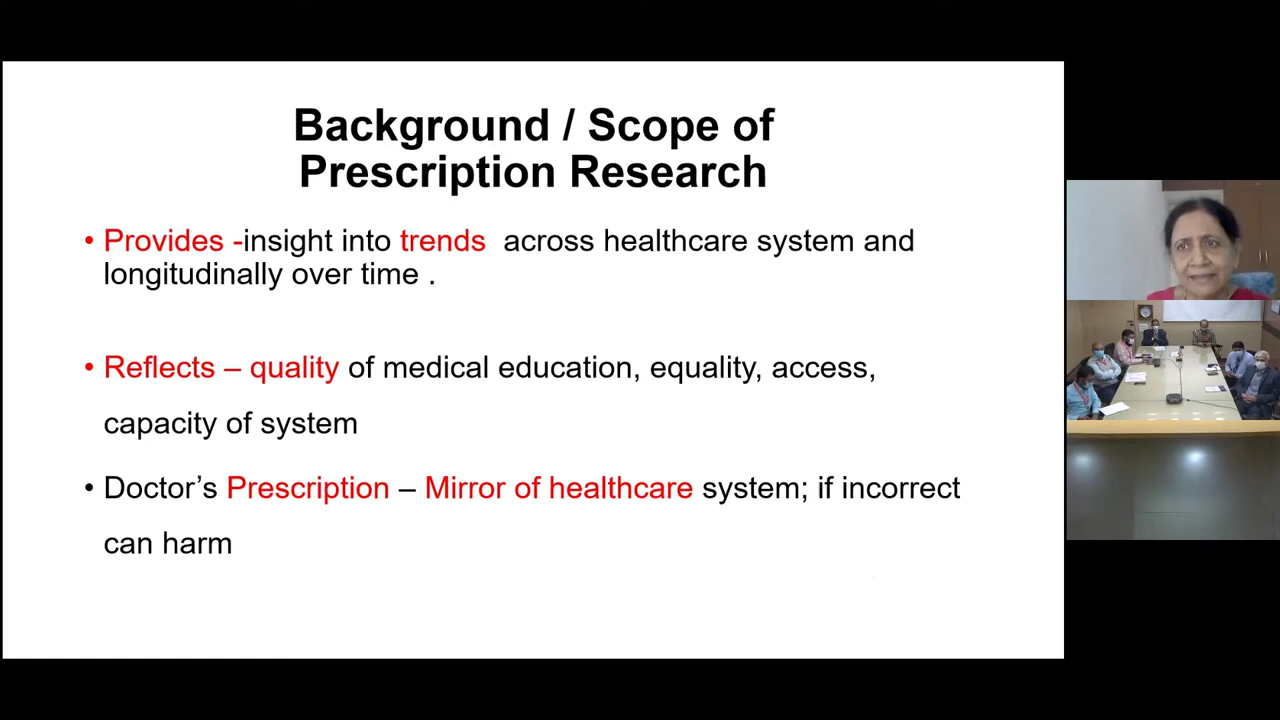 Background / Scope of
Prescription Research
• Provides -insight into trends across healthcare system and
longitudinally over time .
• Reflects – quality of medical education, equality, access,
capacity of system
• Doctor’s Prescription – Mirror of healthcare system; if incorrect
can harm